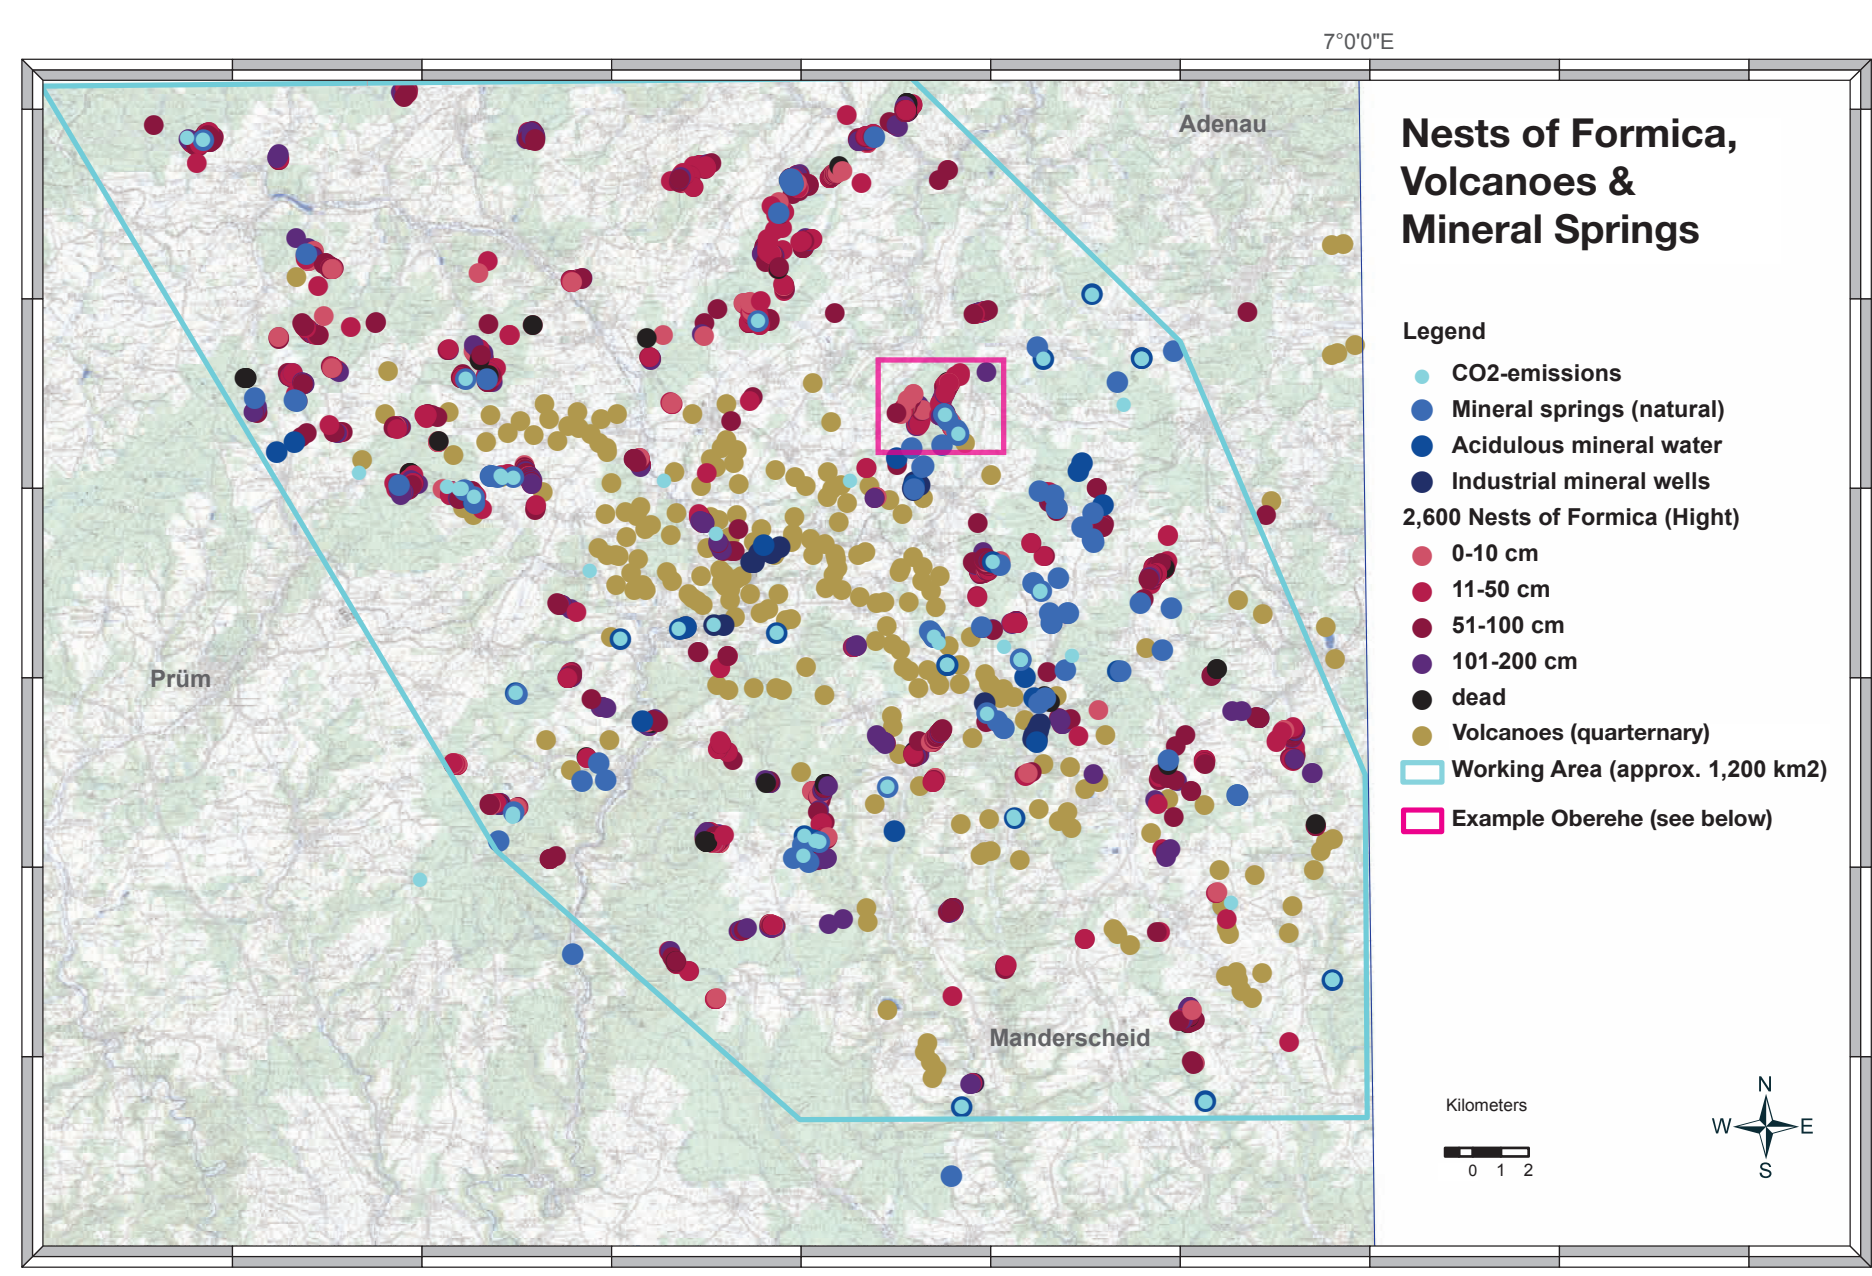 7°0'0"E
Adenau
Prüm
Manderscheid
Nests of Formica,
Volcanoes &
Mineral Springs
Legend
CO2-emissions
Mineral springs (natural)
Acidulous mineral water
Industrial mineral wells
2,600 Nests of Formica (Hight)
0-10 cm
11-50 cm
51-100 cm
101-200 cm
dead
Volcanoes (quarternary)
Working Area (approx. 1,200 km2)
Example Oberehe (see below)
Kilometers
0 1 2
N
W E
S